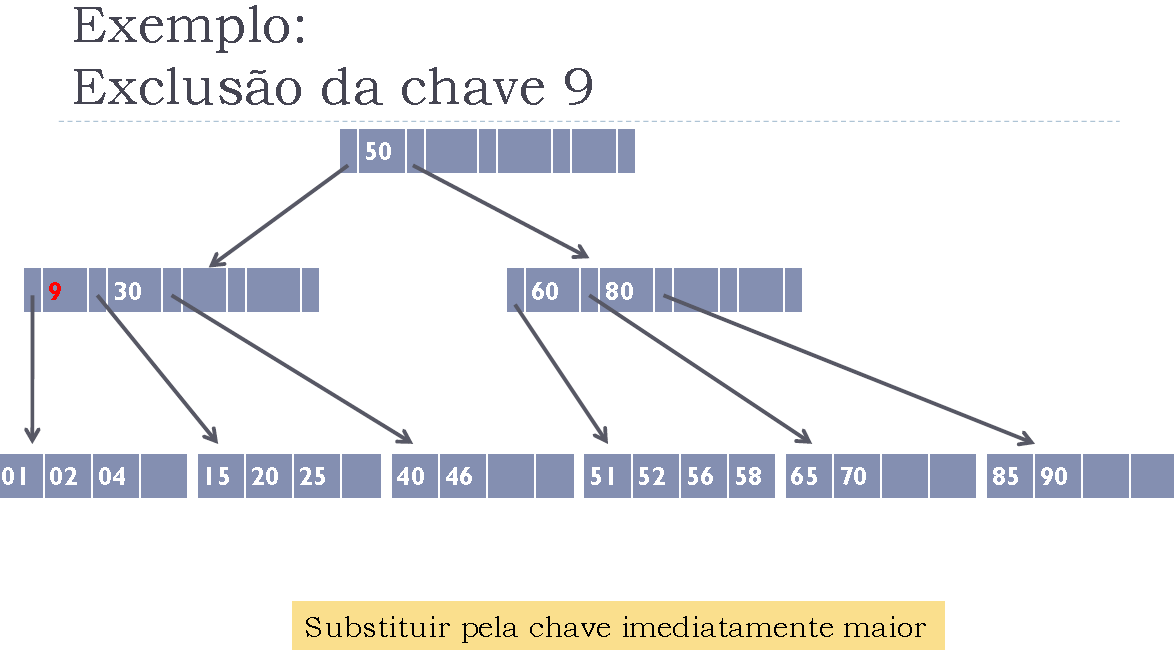 Exemplo:
Exclusão da chave 9
50
9 30
60 80
01 02 04
15 20 25
40 46
51 52 56 58
65 70
85 90
Substituir pela chave imediatamente maior